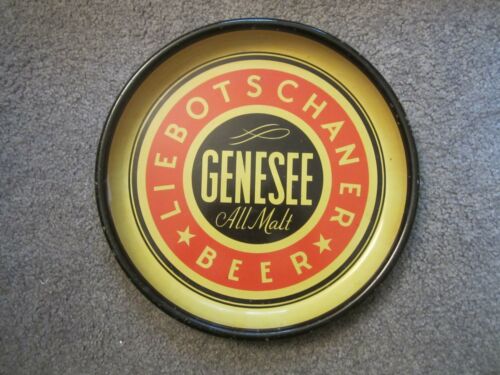 LIEBOTSCHANER
GENESEE
All Malt
★ BEER ★